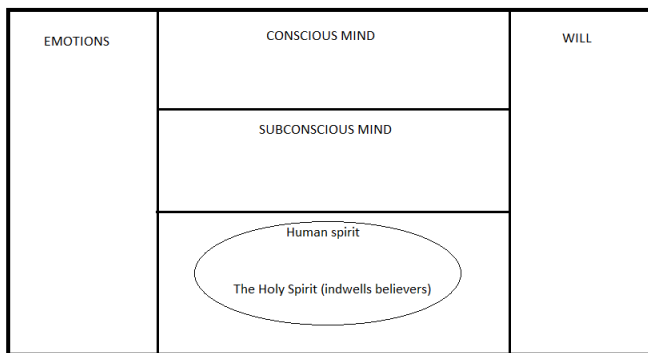 EMOTIONS
CONSCIOUS MIND
WILL
SUBCONSCIOUS MIND
Human spirit
The Holy Spirit (indwells believers)